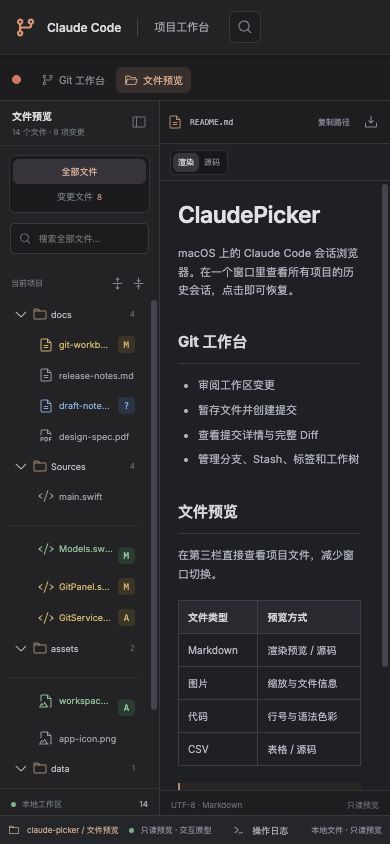 Claude Code
项目工作台
Git 工作台
文件预览
文件预览
14 个文件 · 8 项变更
全部文件
变更文件 8
搜索全部文件...
当前项目
docs 4
git-workb... M
release-notes.md
draft-note... ?
PDF design-spec.pdf
Sources 4
main.swift
Models.sw... M
GitPanel.s... M
GitService... A
assets 2
workspac... A
app-icon.png
data 1
本地工作区 14
README.md
复制路径
渲染 源码
ClaudePicker
macOS 上的 Claude Code 会话浏览
器。在一个窗口里查看所有项目的历
史会话，点击即可恢复。
Git 工作台
• 审阅工作区变更
• 暂存文件并创建提交
• 查看提交详情与完整 Diff
• 管理分支、Stash、标签和工作树
文件预览
在第三栏直接查看项目文件，减少窗
口切换。
文件类型 预览方式
Markdown 渲染预览 / 源码
图片 缩放与文件信息
代码 行号与语法色彩
CSV 表格 / 源码
UTF-8 · Markdown
只读预览
claude-picker / 文件预览
只读预览 · 交互原型
操作日志
本地文件 · 只读预览